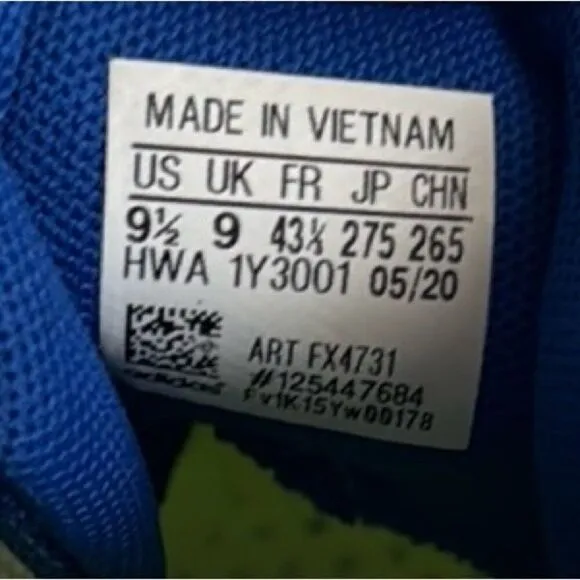 MADE IN VIETNAM
US UK FR JP CHN
9½ 9 43⅓ 275 265
HWA 1Y3001 05/20
ART FX4731
#125447684
adidas Fv1K15Yw00178